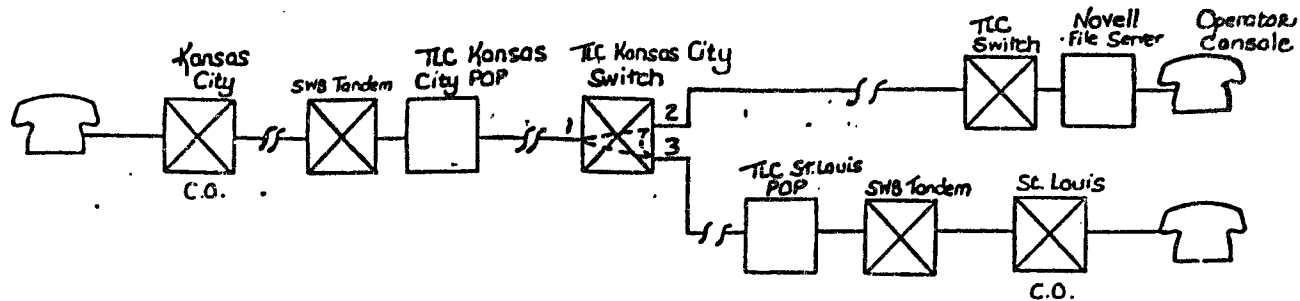 Kansas
City
C.O.
SWB Tandem
TLC Kansas
City POP
TLC Kansas City
Switch
1
2
3
TLC
Switch
Novell
File Server
Operator
Console
TLC St. Louis
POP
SWB Tandem
St. Louis
C.O.